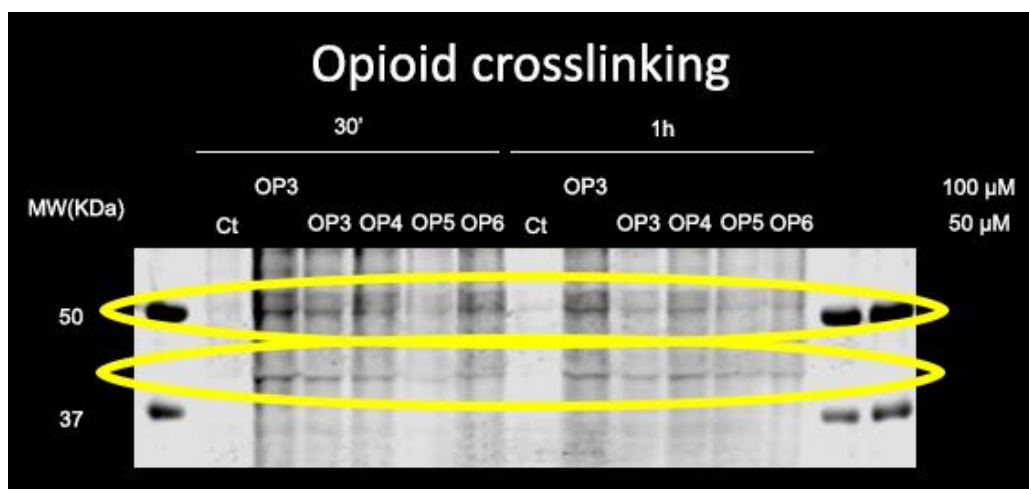 Opioid crosslinking
30’ 1h
OP3 OP3 100 µM
MW(KDa) Ct OP3 OP4 OP5 OP6 Ct OP3 OP4 OP5 OP6 50 µM
50
37